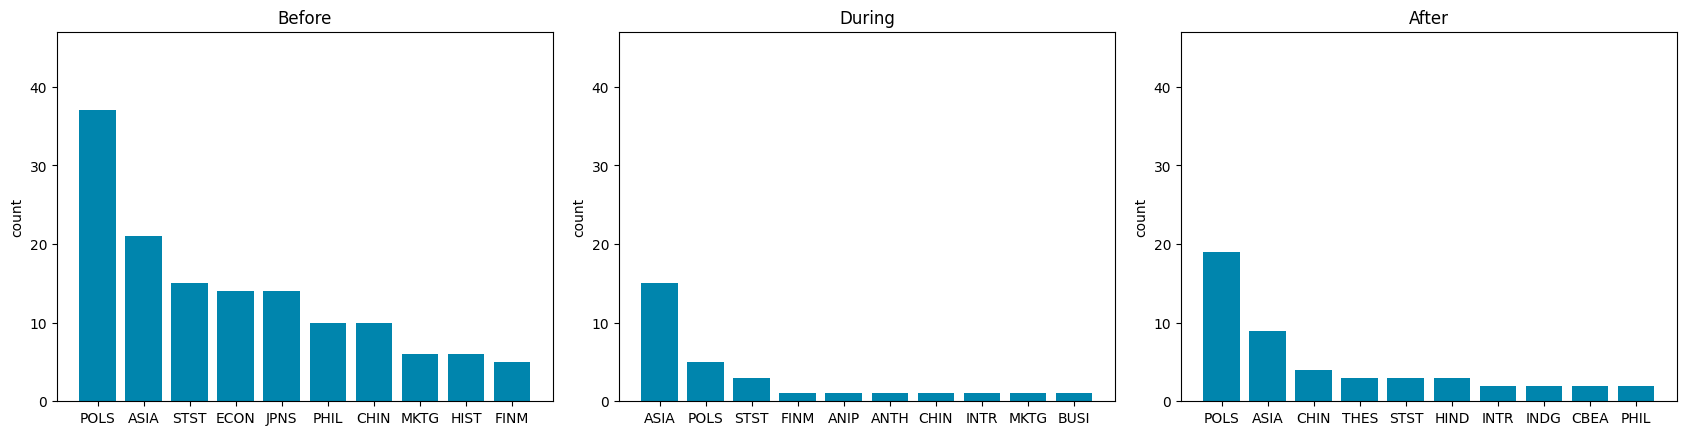 Before
count
40
30
20
10
0
POLS ASIA STST ECON JPNS PHIL CHIN MKTG HIST FINM
During
count
40
30
20
10
0
ASIA POLS STST FINM ANIP ANTH CHIN INTR MKTG BUSI
After
count
40
30
20
10
0
POLS ASIA CHIN THES STST HIND INTR INDG CBEA PHIL